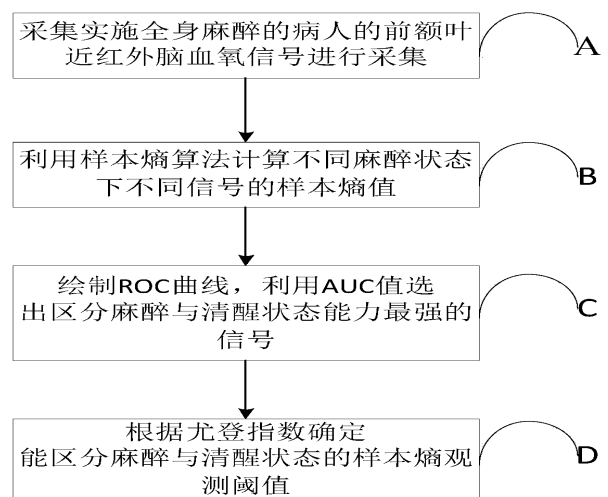 采集实施全身麻醉的病人的前额叶
近红外脑血氧信号进行采集
A
利用样本熵算法计算不同麻醉状态
下不同信号的样本熵值
B
绘制ROC曲线，利用AUC值选
出区分麻醉与清醒状态能力最强的
信号
C
根据尤登指数确定
能区分麻醉与清醒状态的样本熵观
测阈值
D